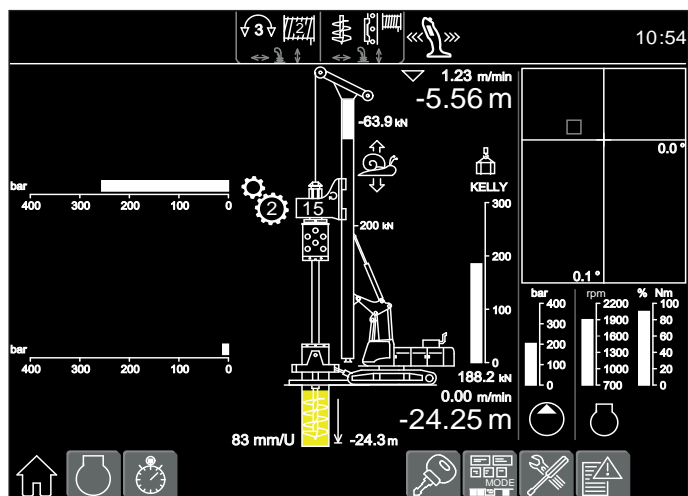 3 2 10:54
1.23 m/min
-5.56 m
-63.9 kN
0.0°
KELLY
bar
400 300 200 100 0
2 15
200 kN
300
200
100
0
188.2 kN
0.1°
bar rpm % Nm
400 2200 100
300 1900 80
200 1600 60
100 1300 40
1000 20
0 700 0
bar
400 300 200 100 0
0.00 m/min
-24.25 m
83 mm/U -24.3 m
MODE